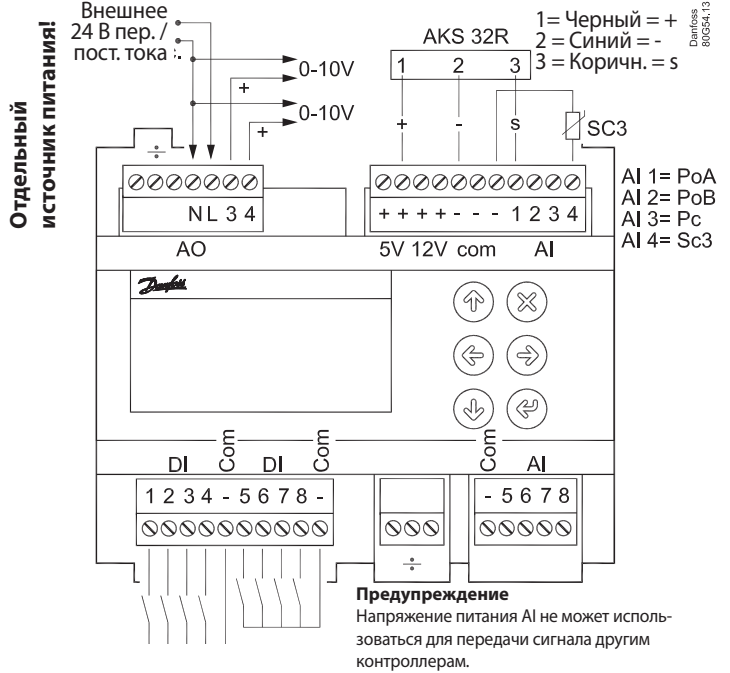 Внешнее
24 В пер. /
пост. тока
Отдельный
источник питания!
0-10V
0-10V
+
+
÷
N L 3 4
AO
AKS 32R
1 2 3
1= Черный = +
2 = Синий = -
3 = Коричн. = s
Danfoss
80G54.13
+ - s
SC3
+ + + + - - - 1 2 3 4
5V 12V com AI
AI 1= PoA
AI 2= PoB
AI 3= Pc
AI 4= Sc3
Danfoss
DI Com DI Com
1 2 3 4 - 5 6 7 8 -
÷
Com AI
- 5 6 7 8
Предупреждение
Напряжение питания AI не может исполь-
зоваться для передачи сигнала другим
контроллерам.